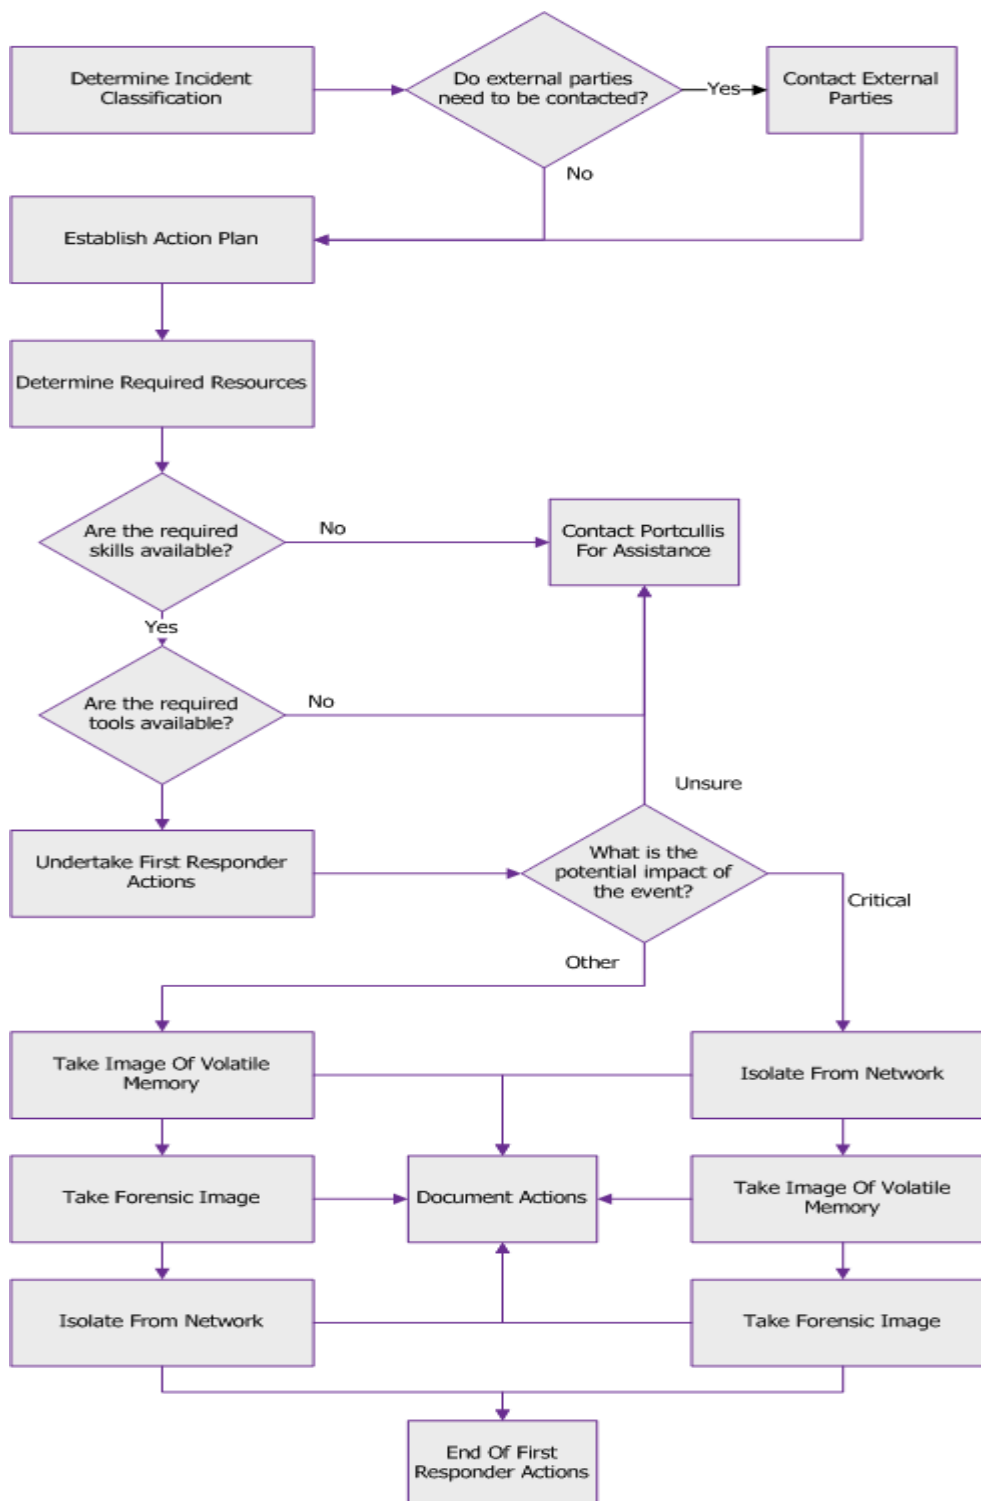 Determine Incident
Classification
Do external parties
need to be contacted?
Yes
Contact External
Parties
No
Establish Action Plan
Determine Required Resources
Are the required
skills available?
No
Contact Portcullis
For Assistance
Yes
Are the required
tools available?
No
Unsure
Undertake First Responder
Actions
What is the
potential impact of
the event?
Critical
Other
Take Image Of Volatile
Memory
Isolate From Network
Take Forensic Image
Document Actions
Take Image Of Volatile
Memory
Isolate From Network
Take Forensic Image
End Of First
Responder Actions